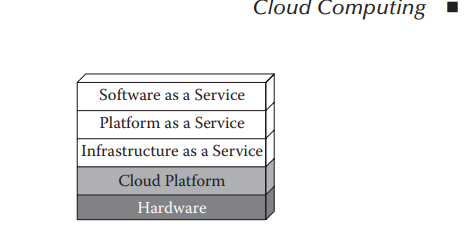 Cloud Computing ■
Software as a Service
Platform as a Service
Infrastructure as a Service
Cloud Platform
Hardware